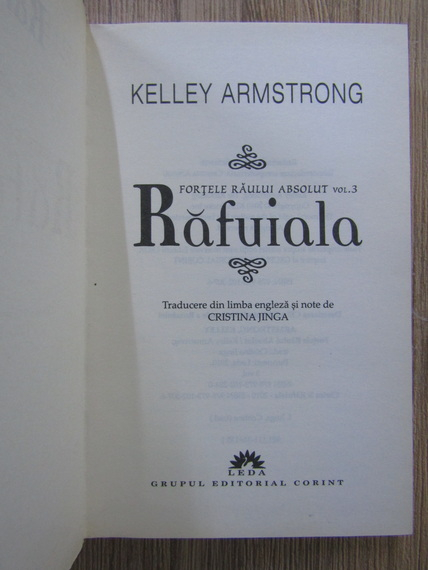 KELLEY ARMSTRONG
FORȚELE RĂULUI ABSOLUT VOL.3
Răfuiala
Traducere din limba engleză și note de
CRISTINA JINGA
LEDA
GRUPUL EDITORIAL CORINT